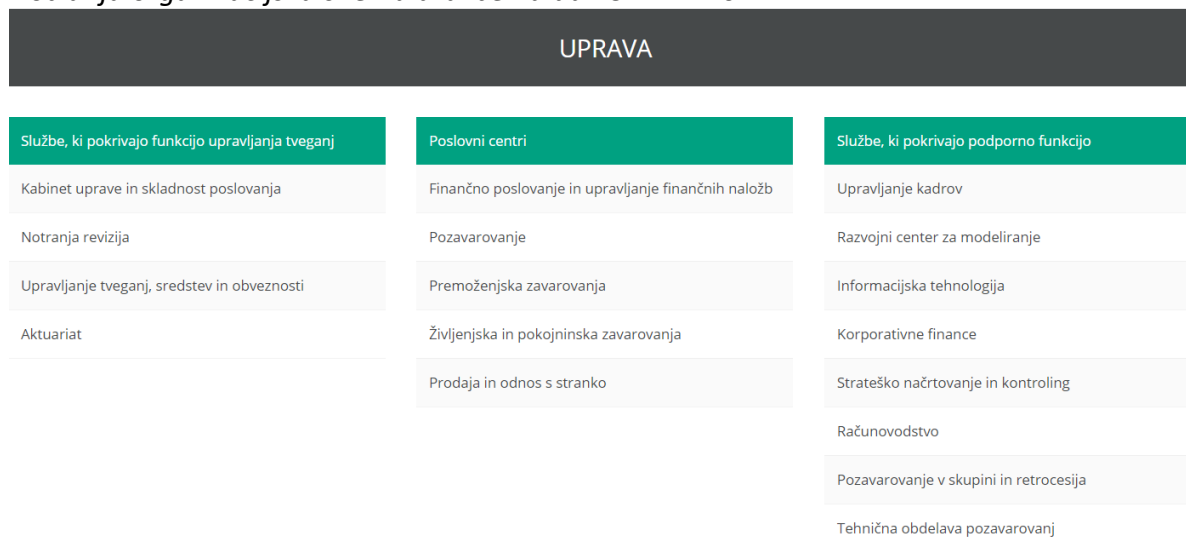 UPRAVA
Službe, ki pokrivajo funkcijo upravljanja tveganj
Kabinet uprave in skladnost poslovanja
Notranja revizija
Upravljanje tveganj, sredstev in obveznosti
Aktuariat
Poslovni centri
Finančno poslovanje in upravljanje finančnih naložb
Pozavarovanje
Premoženjska zavarovanja
Življenjska in pokojninska zavarovanja
Prodaja in odnos s stranko
Službe, ki pokrivajo podporno funkcijo
Upravljanje kadrov
Razvojni center za modeliranje
Informacijska tehnologija
Korporativne finance
Strateško načrtovanje in kontroling
Računovodstvo
Pozavarovanje v skupini in retrocesija
Tehnična obdelava pozavarovanj